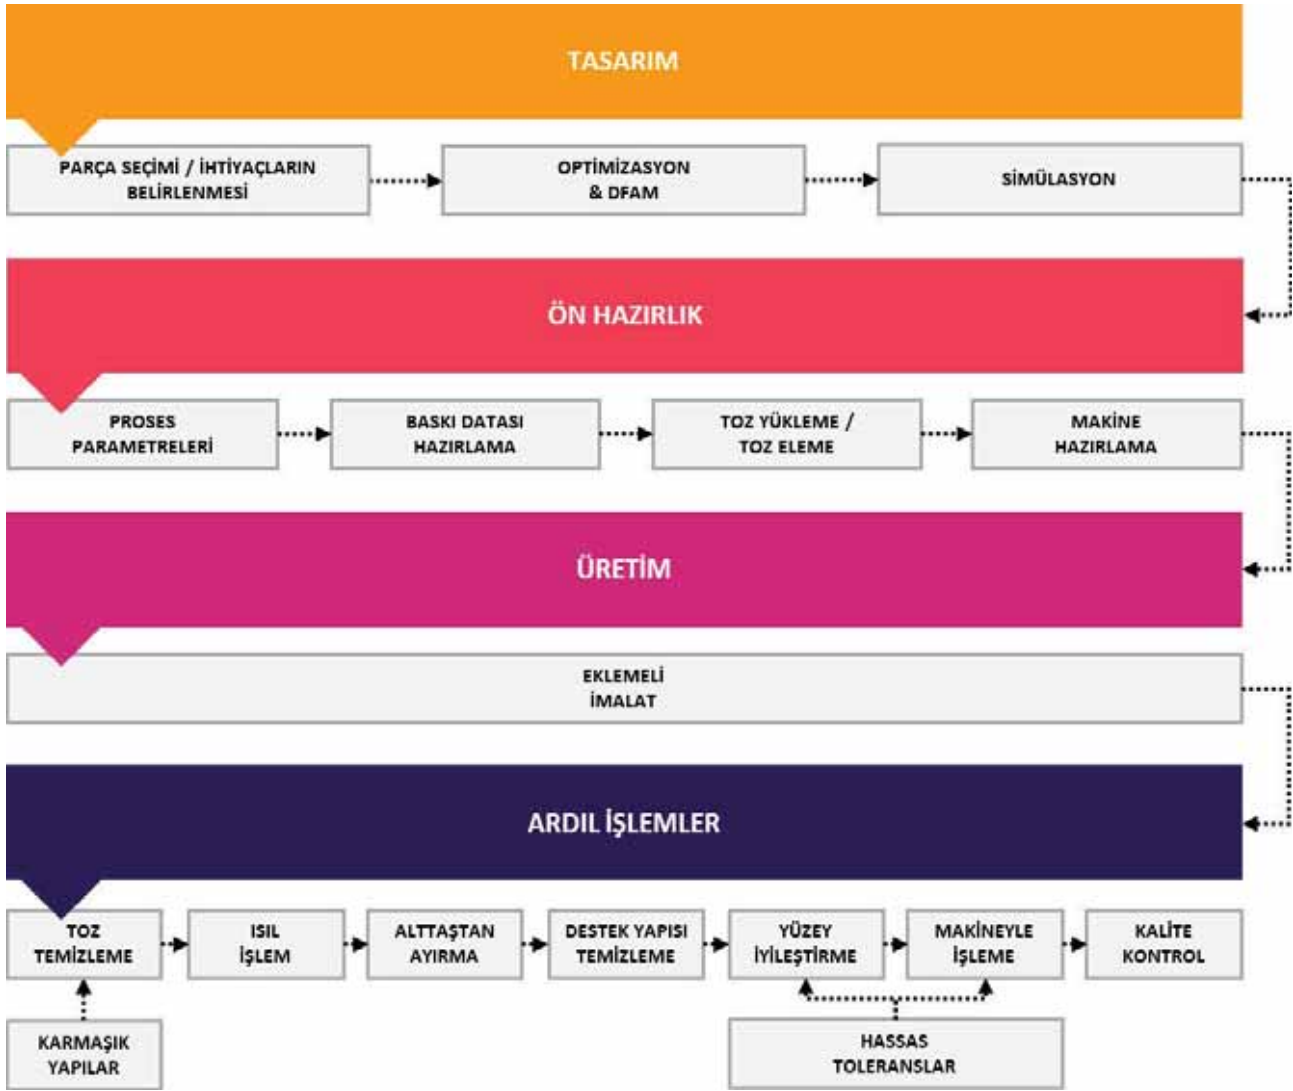 TASARIM
PARÇA SEÇİMİ / İHTİYAÇLARIN
BELİRLENMESİ
OPTİMİZASYON
& DFAM
SİMÜLASYON
ÖN HAZIRLIK
PROSES
PARAMETRELERİ
BASKI DATASI
HAZIRLAMA
TOZ YÜKLEME /
TOZ ELEME
MAKİNE
HAZIRLAMA
ÜRETİM
EKLEMELİ
İMALAT
ARDIL İŞLEMLER
TOZ
TEMİZLEME
ISIL
İŞLEM
ALTTAŞTAN
AYIRMA
DESTEK YAPISI
TEMİZLEME
YÜZEY
İYİLEŞTİRME
MAKİNEYLE
İŞLEME
KALİTE
KONTROL
KARMAŞIK
YAPILAR
HASSAS
TOLERANSLAR